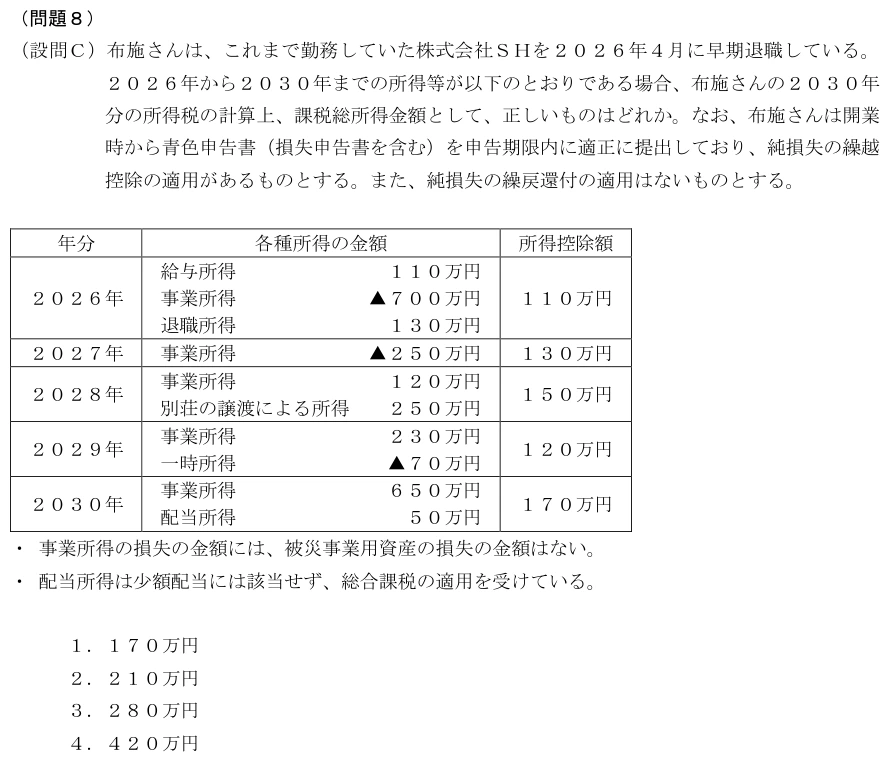 （問題８）
（設問Ｃ）布施さんは、これまで勤務していた株式会社ＳＨを２０２６年４月に早期退職している。
２０２６年から２０３０年までの所得等が以下のとおりである場合、布施さんの２０３０年
分の所得税の計算上、課税総所得金額として、正しいものはどれか。なお、布施さんは開業
時から青色申告書（損失申告書を含む）を申告期限内に適正に提出しており、純損失の繰越
控除の適用があるものとする。また、純損失の繰戻還付の適用はないものとする。
年分 各種所得の金額 所得控除額
２０２６年 給与所得 １１０万円 １１０万円
事業所得 ▲７００万円
退職所得 １３０万円
２０２７年 事業所得 ▲２５０万円 １３０万円
２０２８年 事業所得 １２０万円 １５０万円
別荘の譲渡による所得 ２５０万円
２０２９年 事業所得 ２３０万円 １２０万円
一時所得 ▲７０万円
２０３０年 事業所得 ６５０万円 １７０万円
配当所得 ５０万円
・ 事業所得の損失の金額には、被災事業用資産の損失の金額はない。
・ 配当所得は少額配当には該当せず、総合課税の適用を受けている。
１．１７０万円
２．２１０万円
３．２８０万円
４．４２０万円